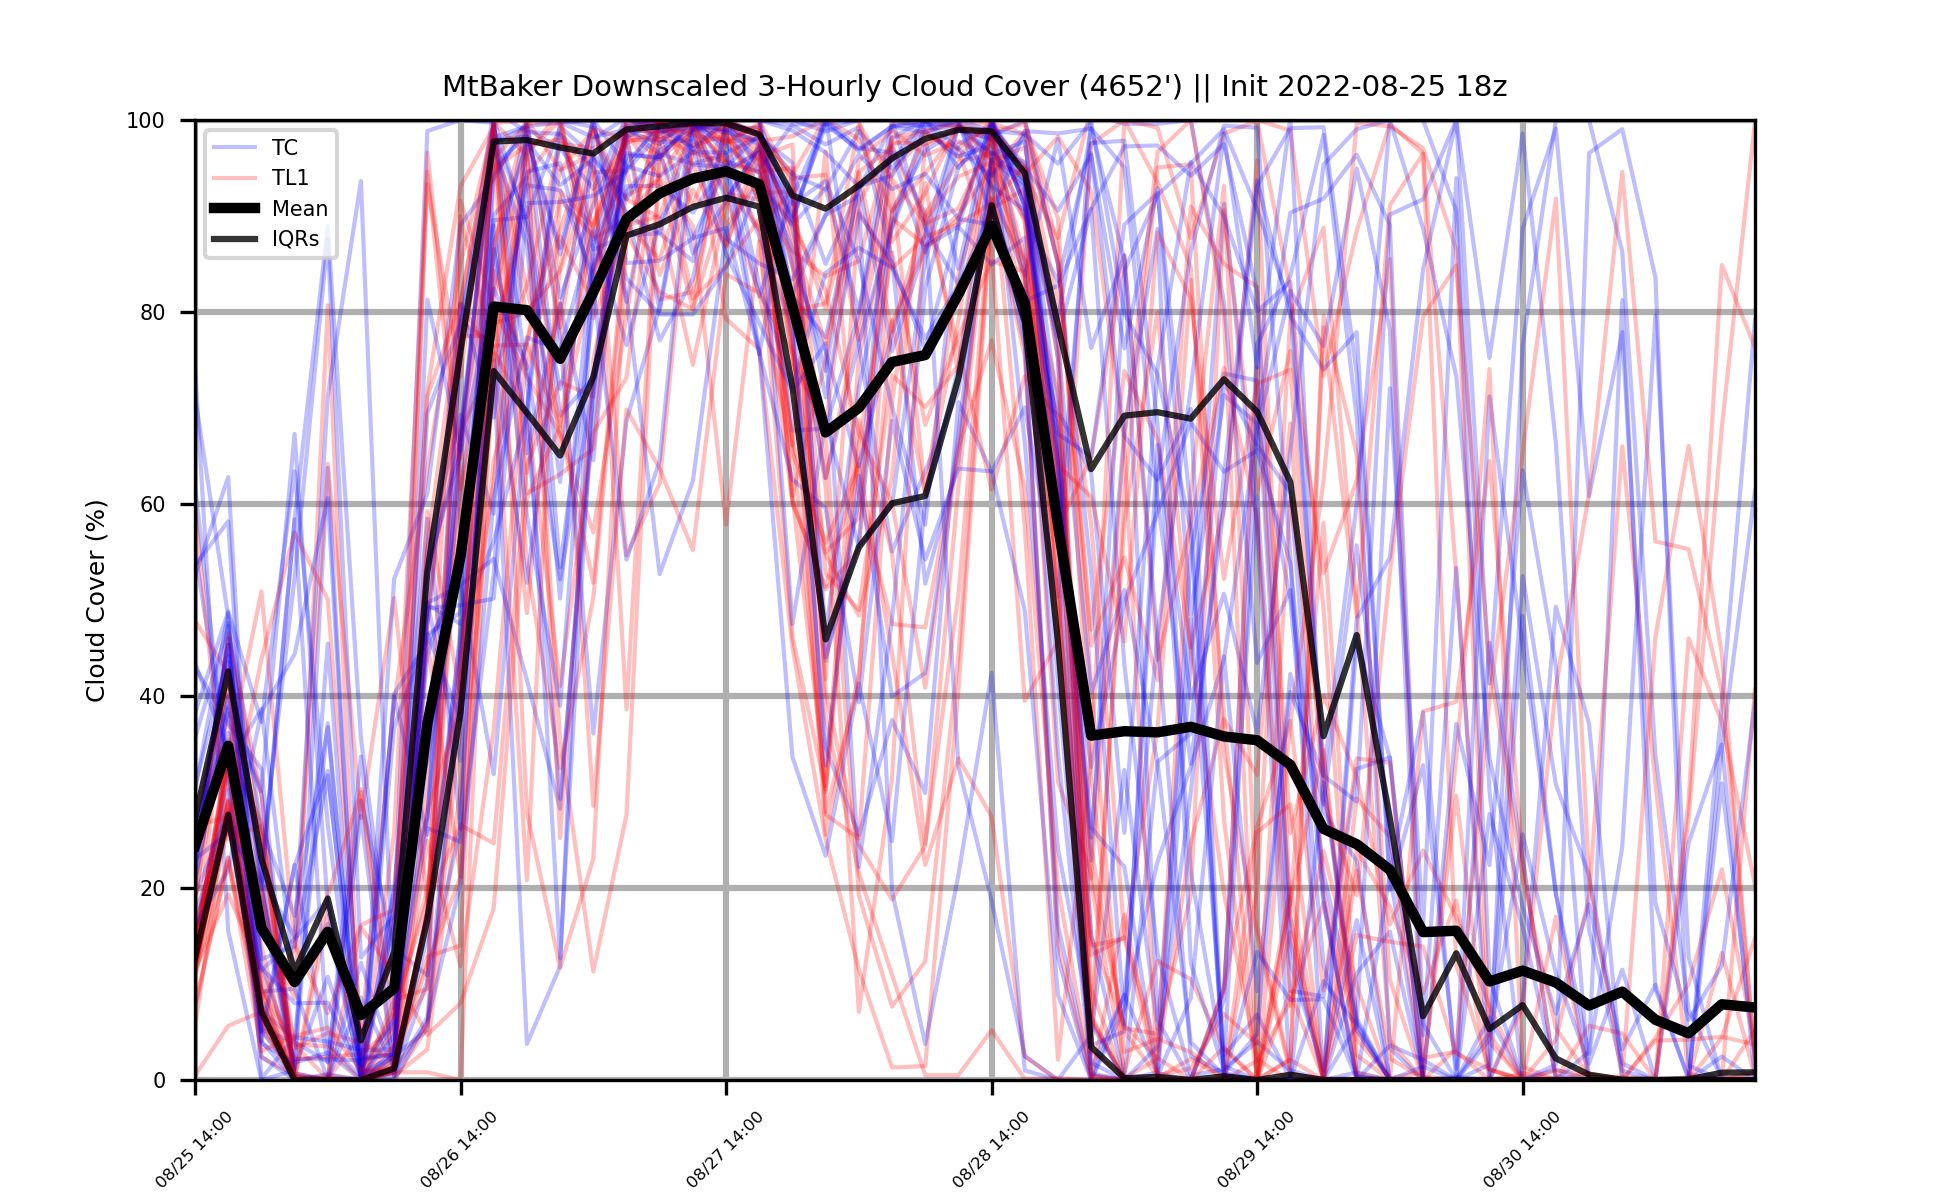 MtBaker Downscaled 3-Hourly Cloud Cover (4652') || Init 2022-08-25 18z
TC
TL1
Mean
IQRs
Cloud Cover (%)
100
80
60
40
20
0
08/25 14:00
08/26 14:00
08/27 14:00
08/28 14:00
08/29 14:00
08/30 14:00